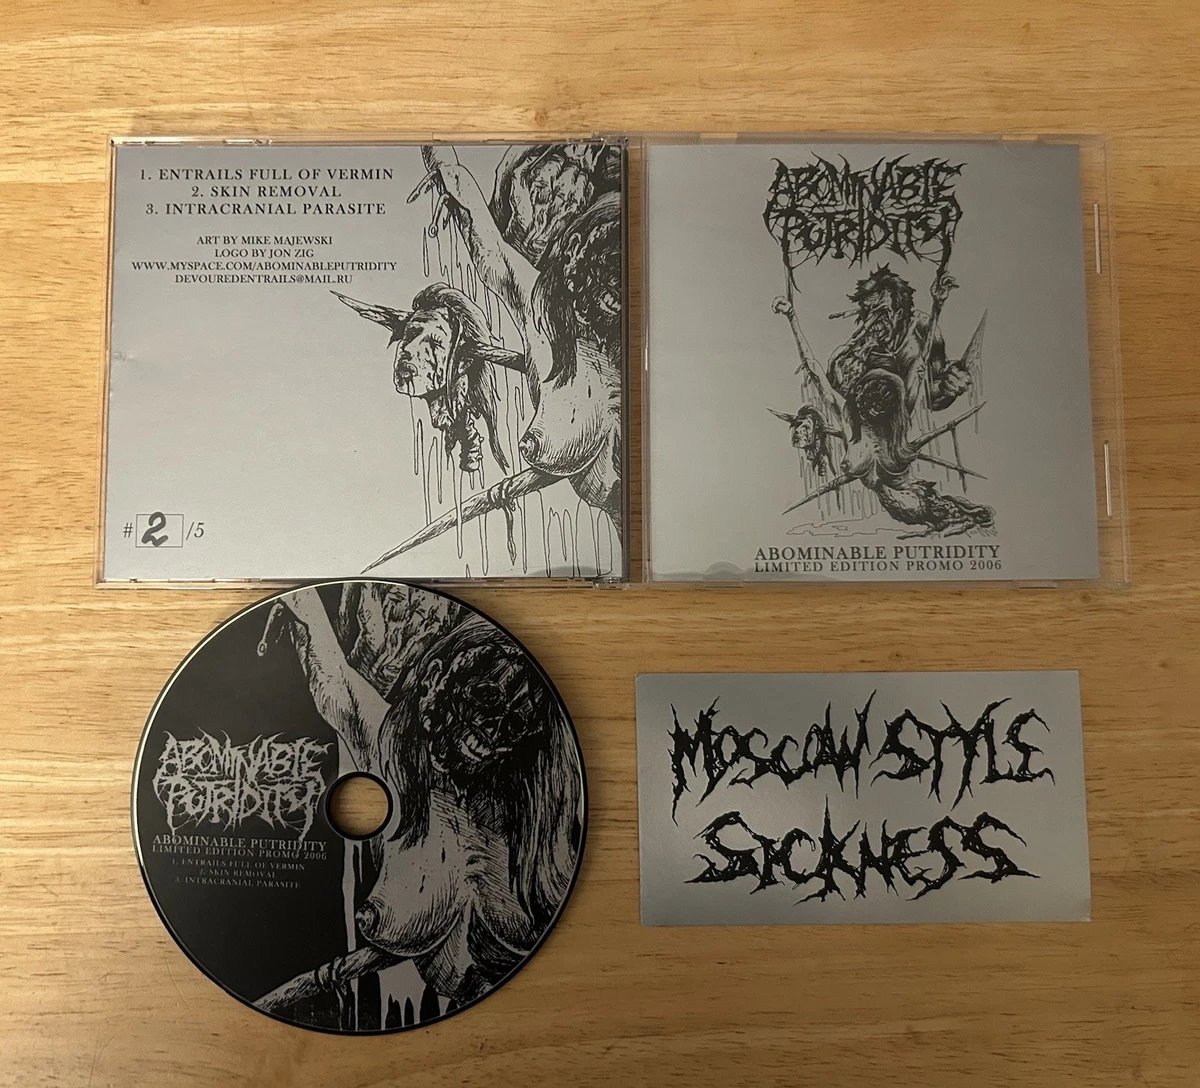 1. ENTRAILS FULL OF VERMIN
2. SKIN REMOVAL
3. INTRACRANIAL PARASITE
ART BY MIKE MAJEWSKI
LOGO BY JON ZIG
WWW.MYSPACE.COM/ABOMINABLEPUTRIDITY
DEVOUREDENTRAILS@MAIL.RU
# 2 /5
ABOMINABLE
PUTRIDITY
ABOMINABLE PUTRIDITY
LIMITED EDITION PROMO 2006
ABOMINABLE
PUTRIDITY
ABOMINABLE PUTRIDITY
LIMITED EDITION PROMO 2006
1. ENTRAILS FULL OF VERMIN
2. SKIN REMOVAL
3. INTRACRANIAL PARASITE
MOSCOW STYLE
SICKNESS